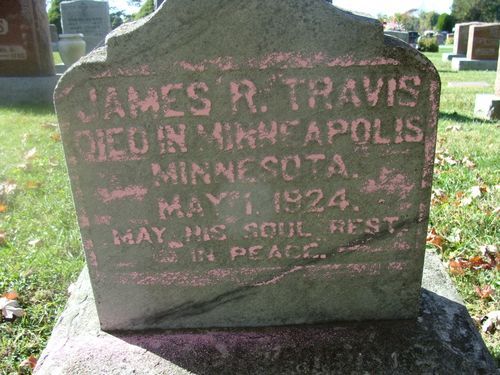 JAMES R. TRAVIS
DIED IN MINNEAPOLIS
MINNESOTA.
MAY 1, 1924.
MAY HIS SOUL REST
IN PEACE.